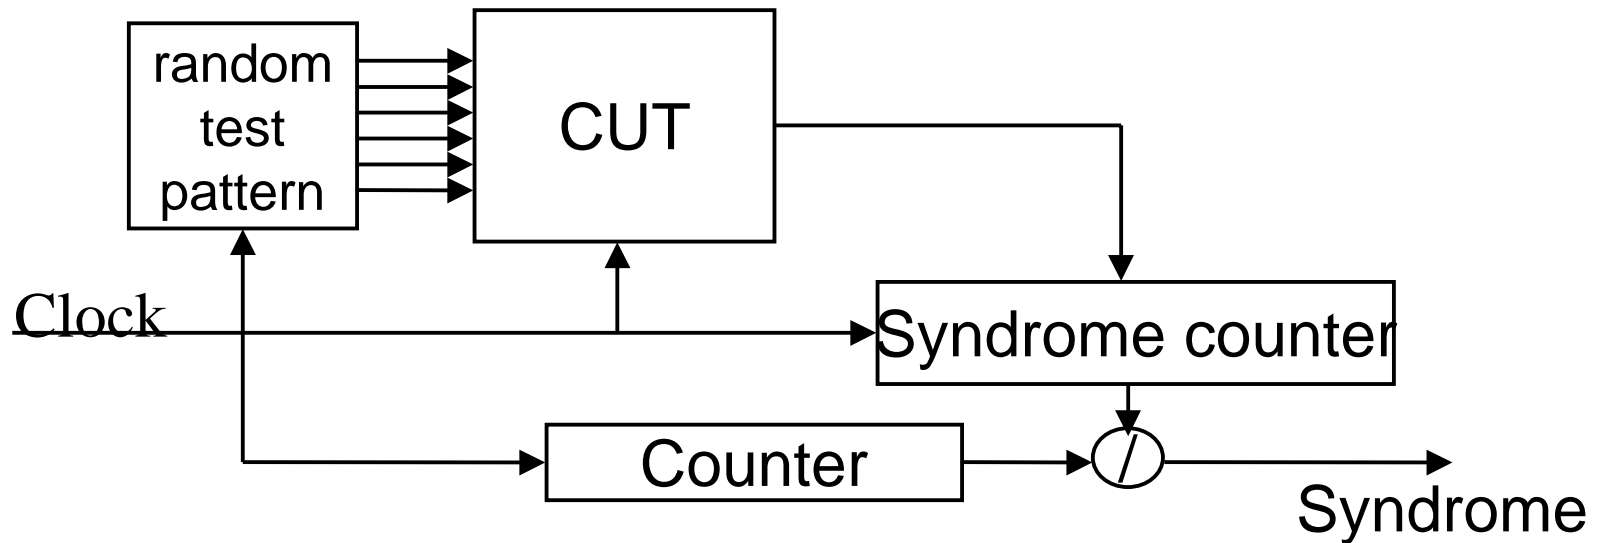 random
test
pattern
CUT
Clock
Syndrome counter
Counter
/
Syndrome